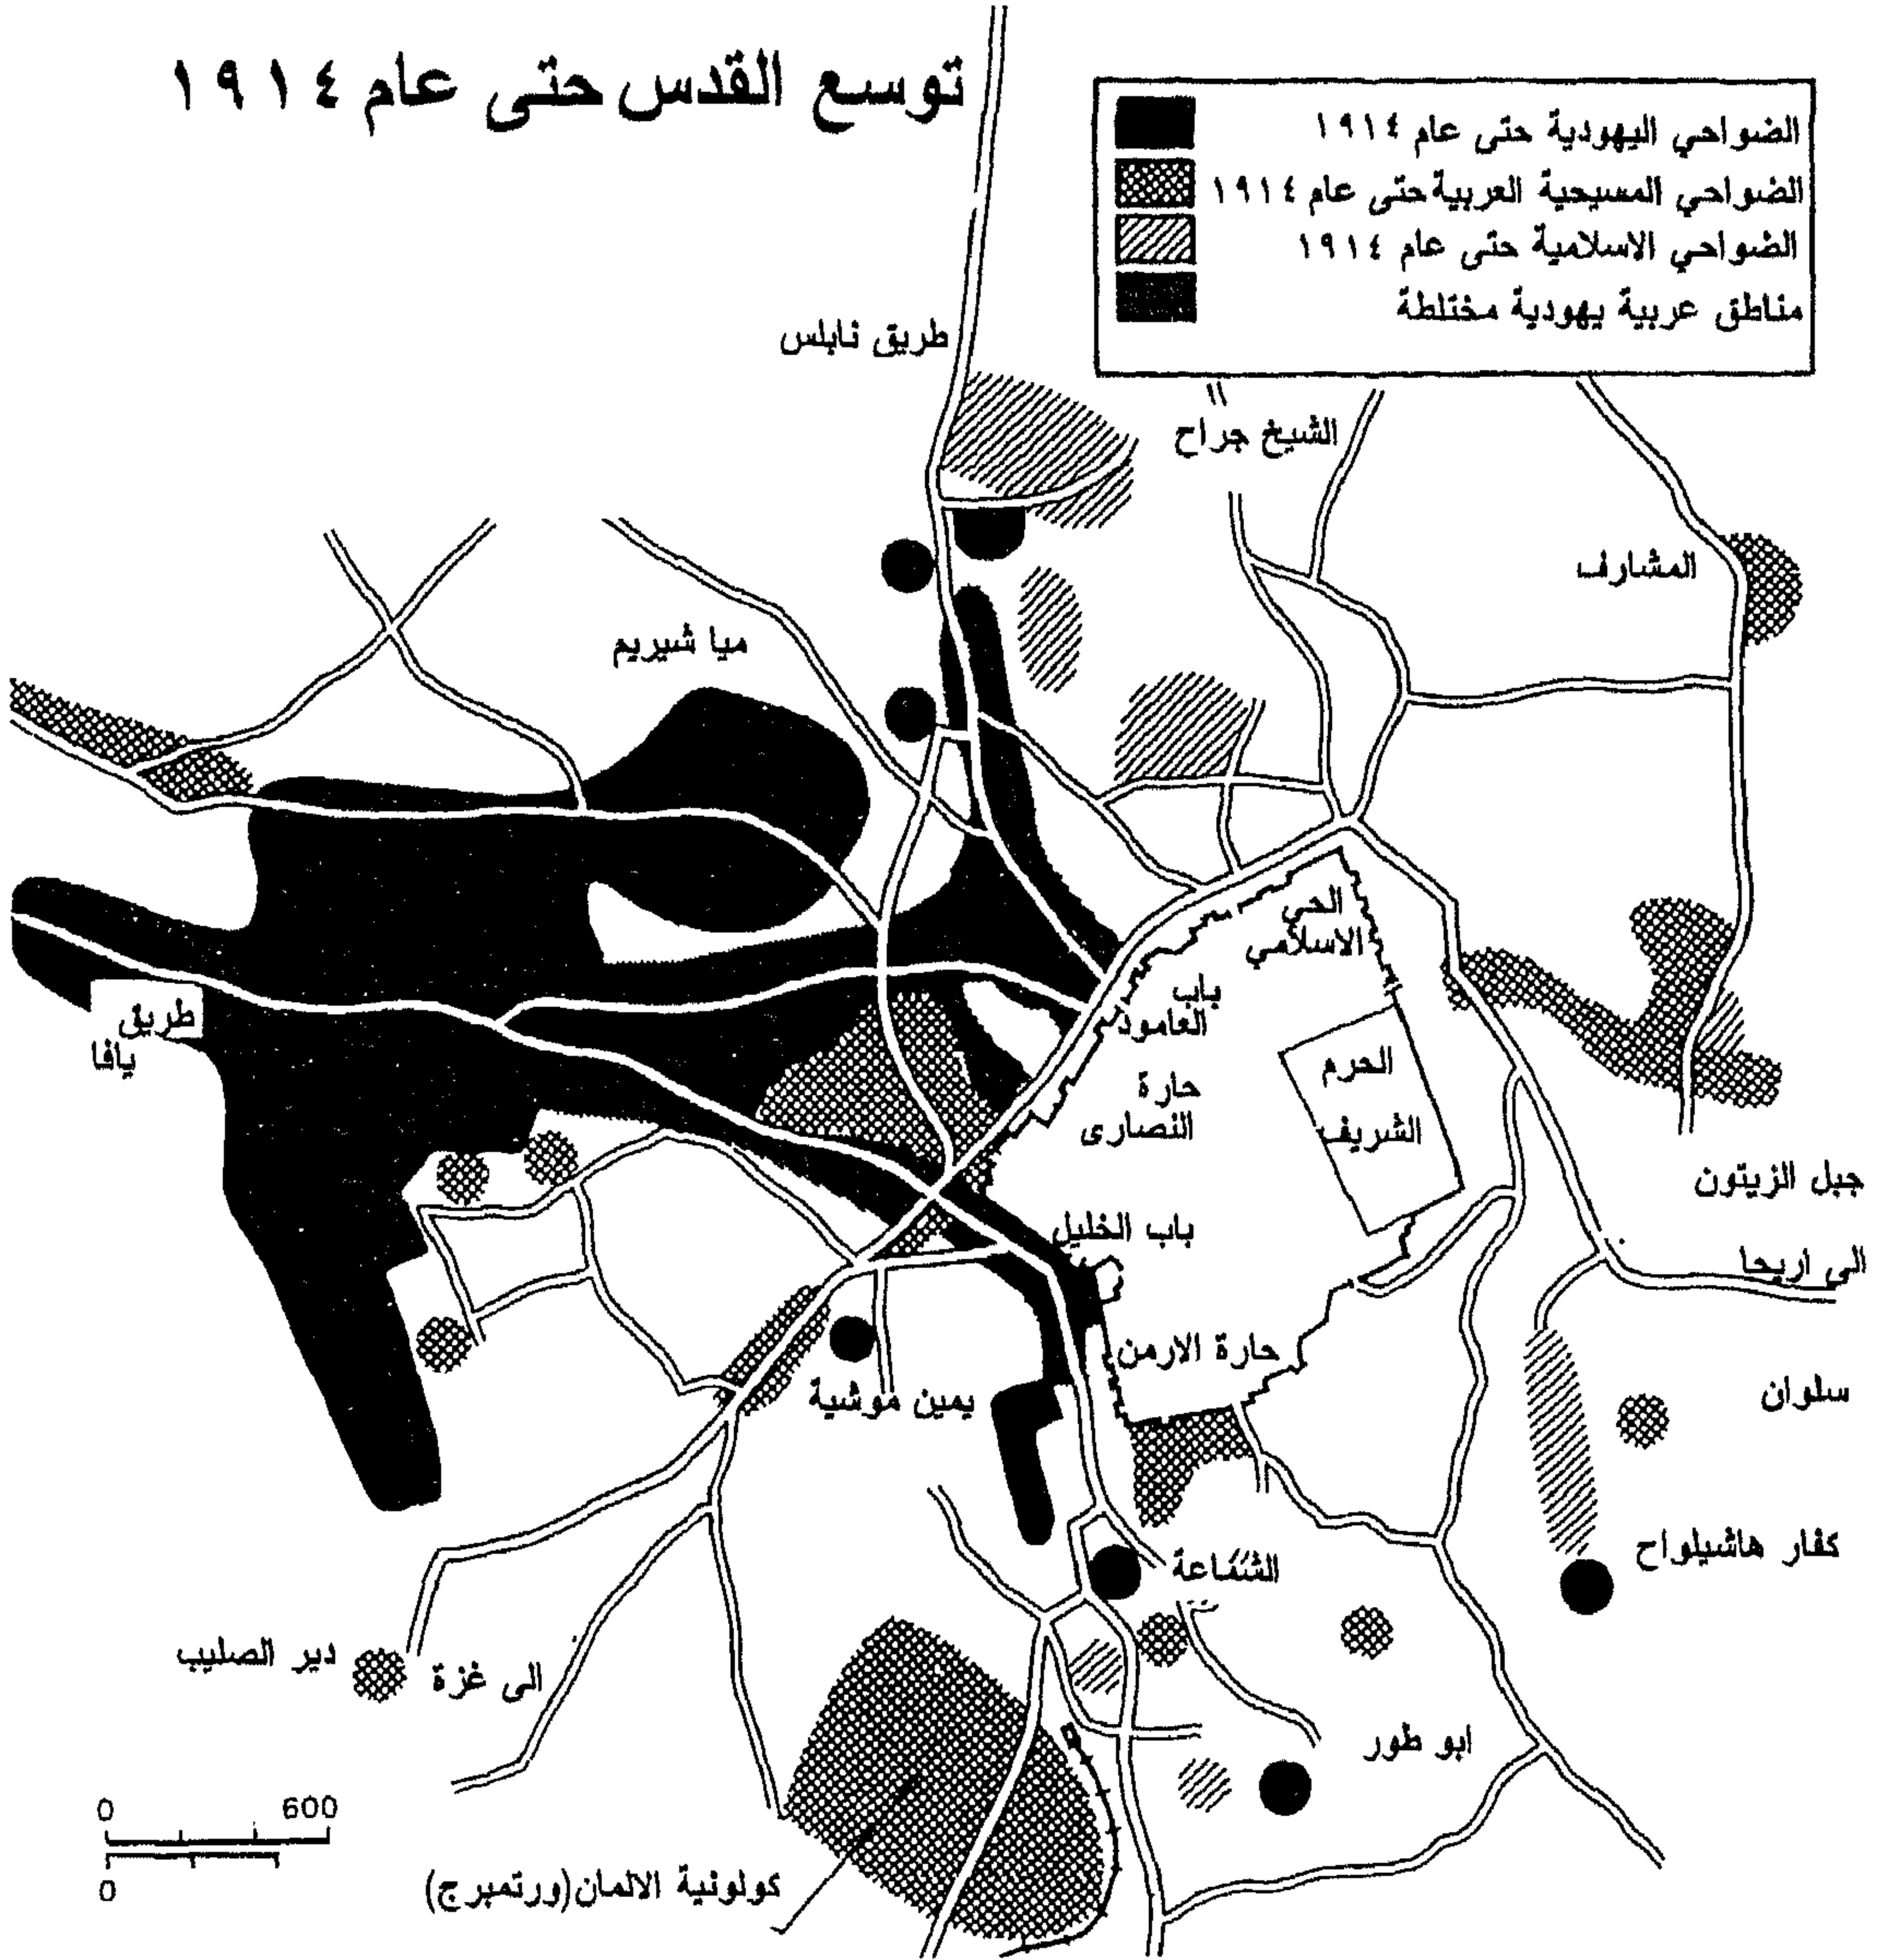 توسع القدس حتى عام ١٩١٤
الضواحي اليهودية حتى عام ١٩١٤
الضواحي المسيحية العربية حتى عام ١٩١٤
الضواحي الاسلامية حتى عام ١٩١٤
مناطق عربية يهودية مختلطة
طريق نابلس
الشيخ جراح
المشارف
ميا شيريم
الحي
الاسلامي
باب
العامود
طريق
يافا
الحرم
الشريف
حارة
النصارى
جبل الزيتون
باب الخليل
الى اريحا
حارة الارمن
يمين موشية
سلوان
كفار هاشيلواح
الشفاعة
دير الصليب
الى غزة
ابو طور
0 600
0
كولونية الالمان(ورتمبرج)